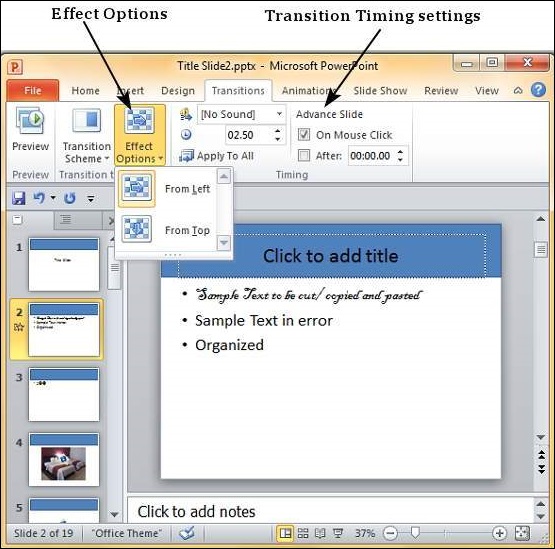 Effect Options
Transition Timing settings
Title Slide2.pptx - Microsoft PowerPoint
File Home Insert Design Transitions Animations Slide Show Review View
Preview
Transition Scheme
Effect Options
[No Sound]
02.50
Apply To All
Advance Slide
On Mouse Click
After: 00:00.00
Preview Transition t Timing
From Left
From Top
1
2
3
4
5
Click to add title
• Sample Text to be cut/ copied and pasted
• Sample Text in error
• Organized
Click to add notes
Slide 2 of 19 "Office Theme" 37%